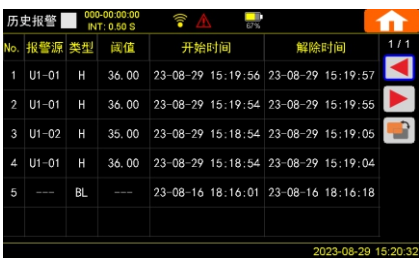 历史报警 000-00:00:00
INT: 0.50 S
67%
No. 报警源 类型 阈值 开始时间 解除时间 1/1
1 U1-01 H 36.00 23-08-29 15:19:56 23-08-29 15:19:57
2 U1-01 H 36.00 23-08-29 15:19:54 23-08-29 15:19:55
3 U1-02 H 35.00 23-08-29 15:18:54 23-08-29 15:19:05
4 U1-01 H 36.00 23-08-29 15:18:54 23-08-29 15:19:04
5 --- BL --- 23-08-16 18:16:01 23-08-16 18:16:18
2023-08-29 15:20:32